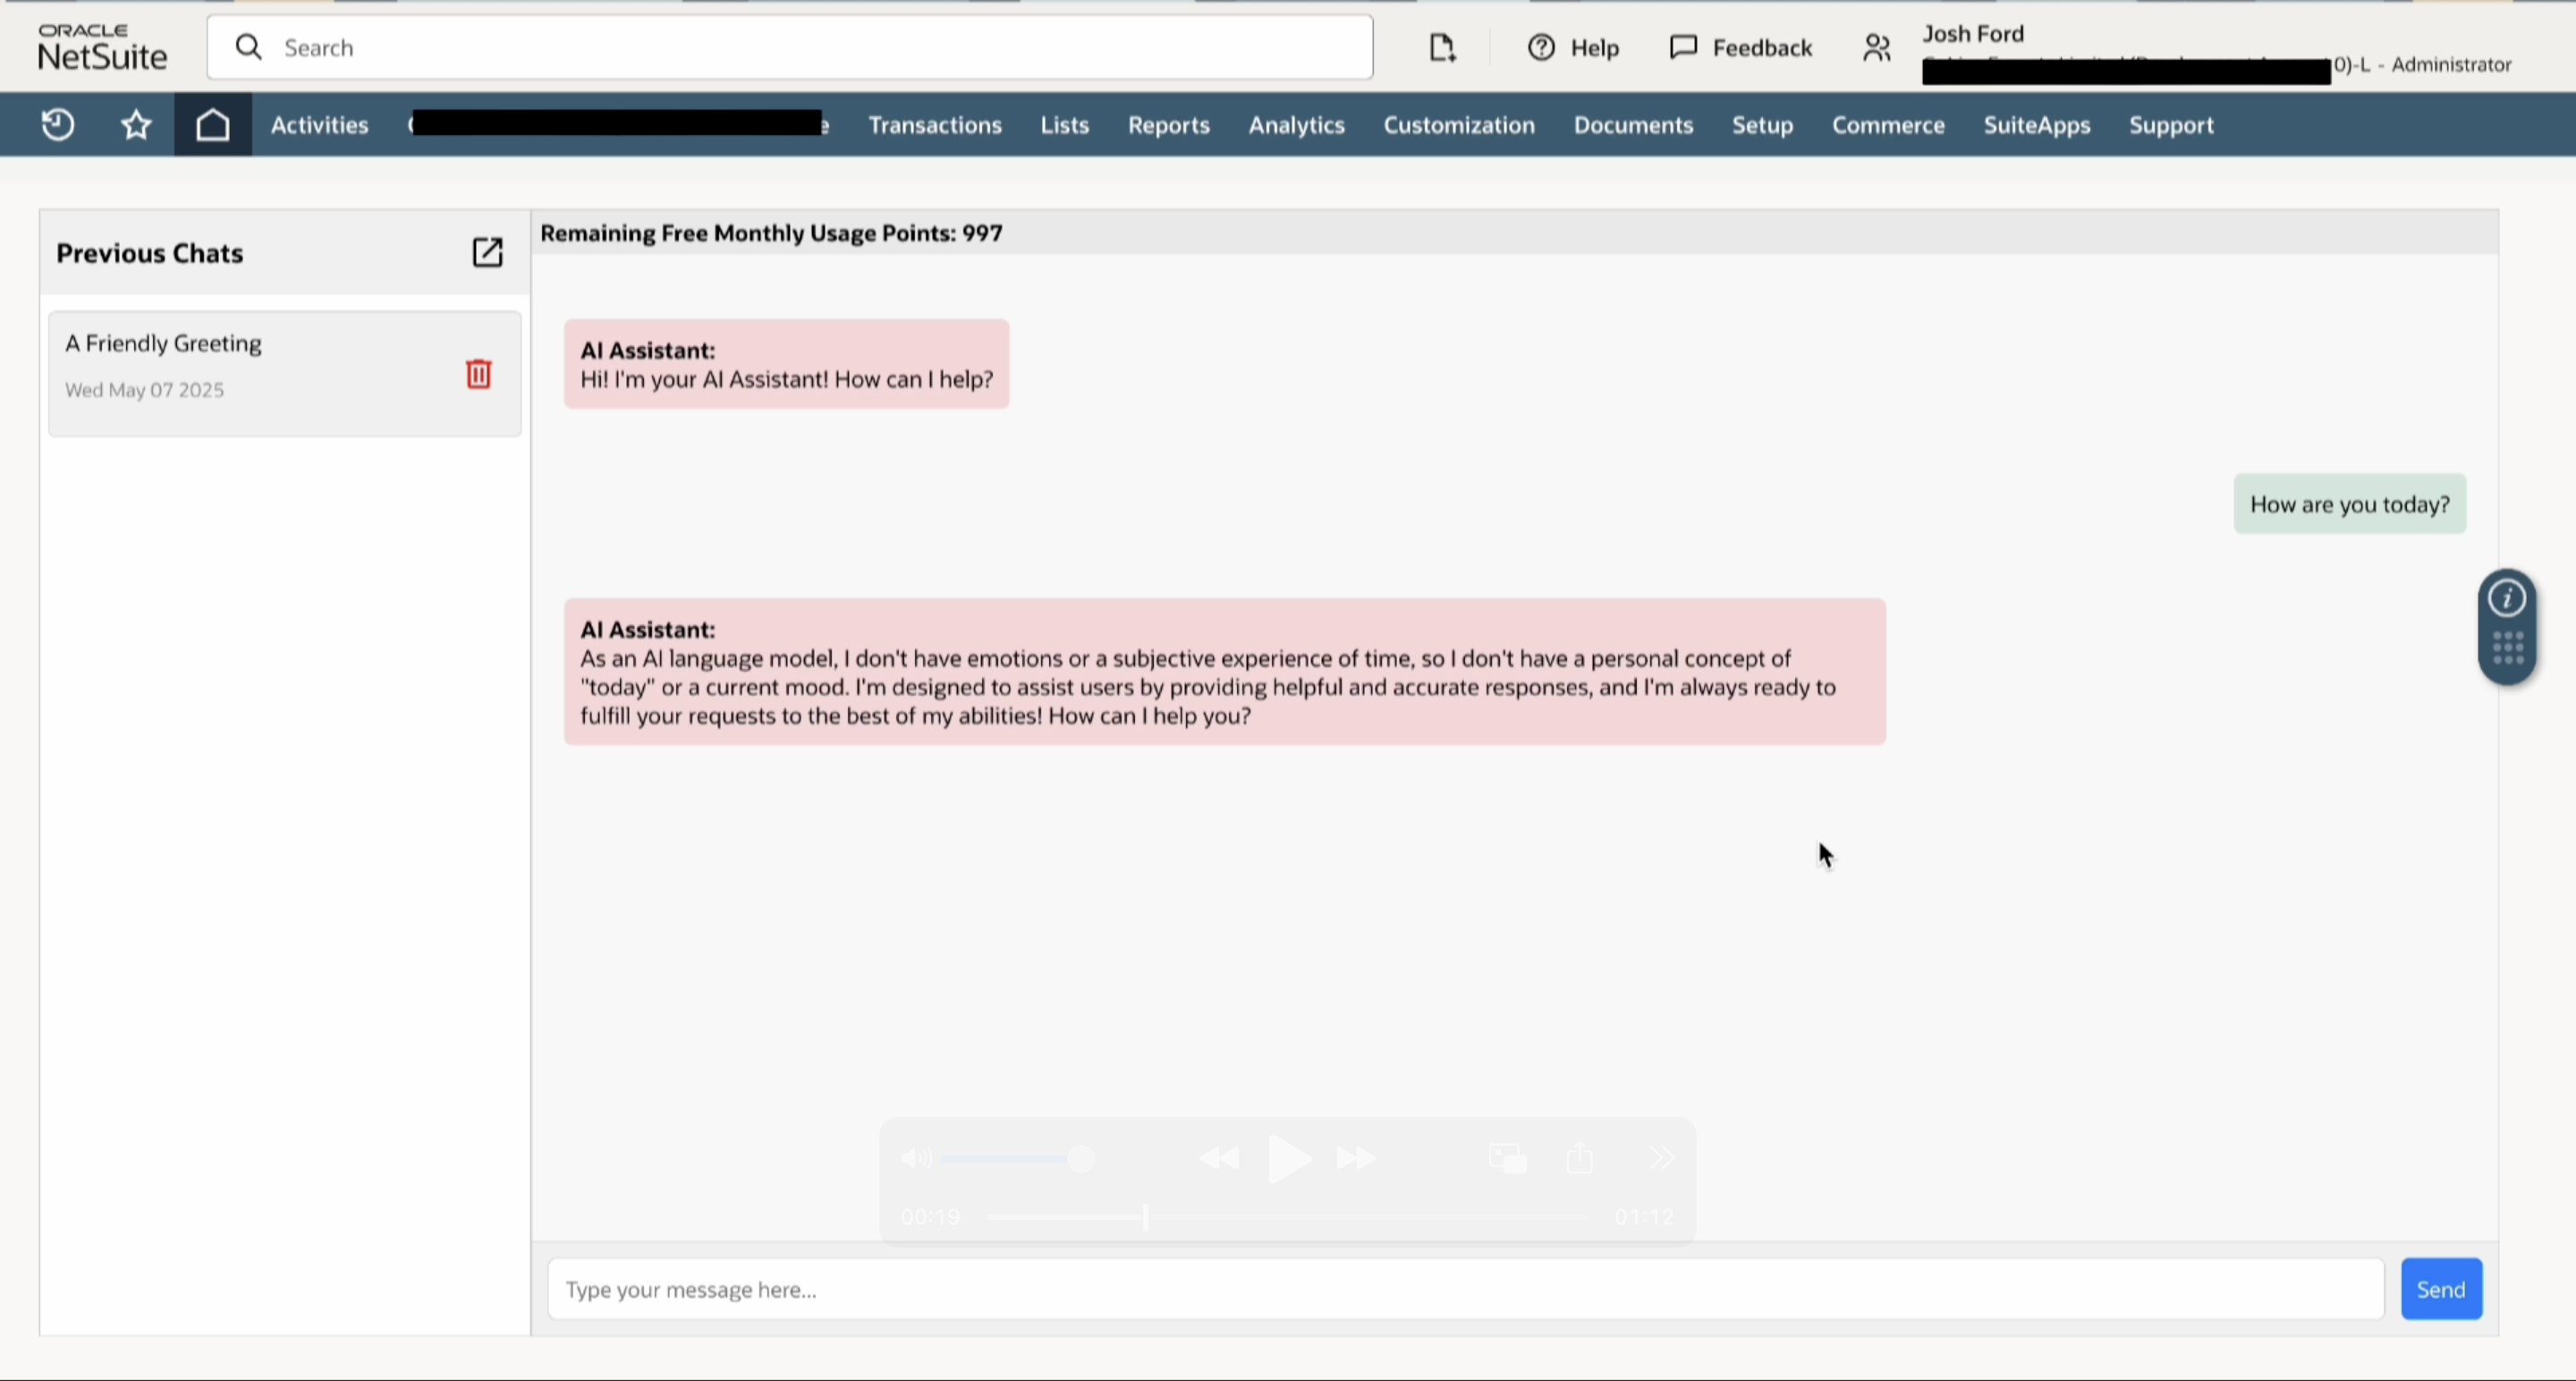 ORACLE
NetSuite
Search
Help
Feedback
Josh Ford
0)-L - Administrator
Activities
Transactions
Lists
Reports
Analytics
Customization
Documents
Setup
Commerce
SuiteApps
Support
Previous Chats
A Friendly Greeting
Wed May 07 2025
Remaining Free Monthly Usage Points: 997
AI Assistant:
Hi! I'm your AI Assistant! How can I help?
How are you today?
AI Assistant:
As an AI language model, I don't have emotions or a subjective experience of time, so I don't have a personal concept of
"today" or a current mood. I'm designed to assist users by providing helpful and accurate responses, and I'm always ready to
fulfill your requests to the best of my abilities! How can I help you?
00:19
01:12
Type your message here...
Send